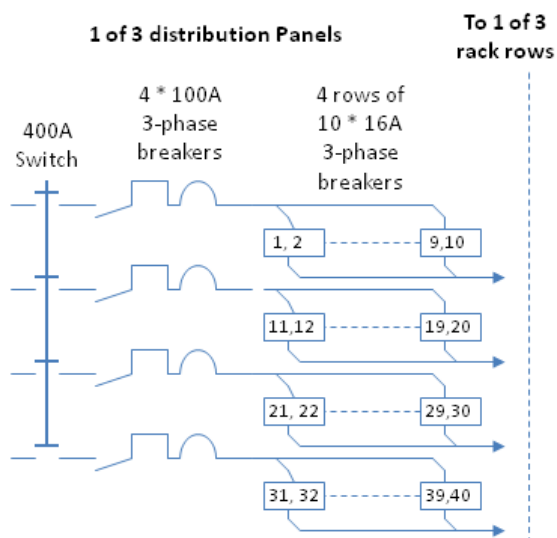 1 of 3 distribution Panels
To 1 of 3
rack rows
400A
Switch
4 * 100A
3-phase
breakers
4 rows of
10 * 16A
3-phase
breakers
1, 2
9,10
11,12
19,20
21, 22
29,30
31, 32
39,40